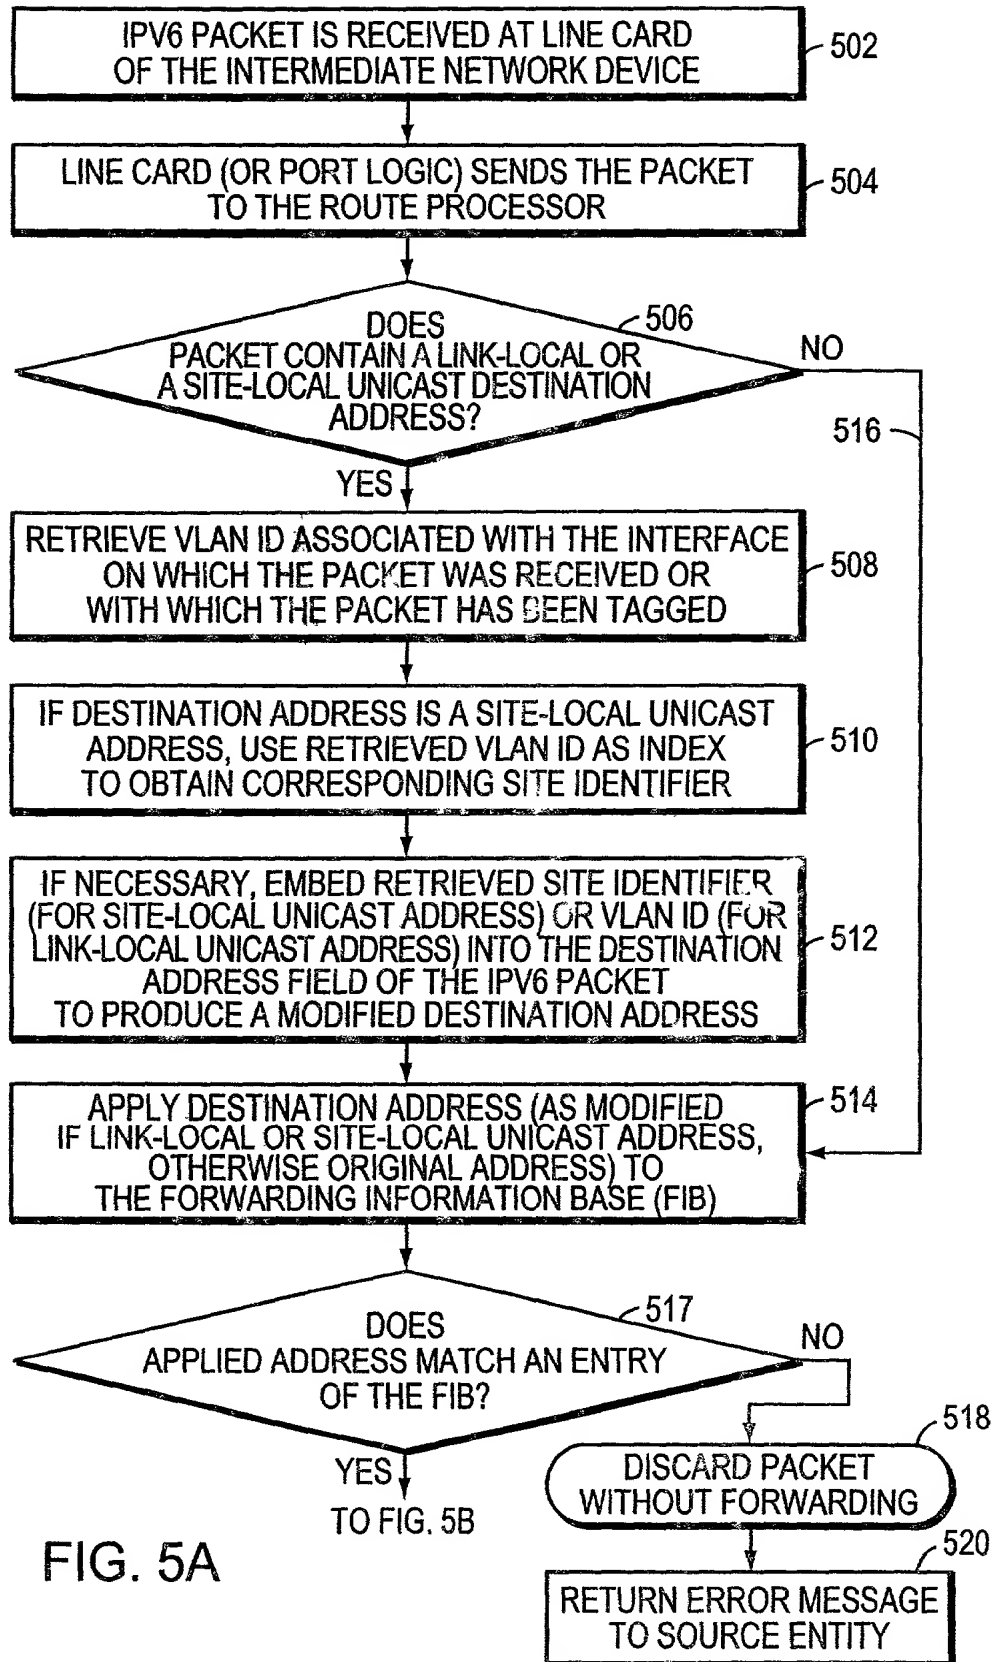 IPV6 PACKET IS RECEIVED AT LINE CARD
OF THE INTERMEDIATE NETWORK DEVICE
502
LINE CARD (OR PORT LOGIC) SENDS THE PACKET
TO THE ROUTE PROCESSOR
504
DOES
PACKET CONTAIN A LINK-LOCAL OR
A SITE-LOCAL UNICAST DESTINATION
ADDRESS?
506
NO
516
YES
RETRIEVE VLAN ID ASSOCIATED WITH THE INTERFACE
ON WHICH THE PACKET WAS RECEIVED OR
WITH WHICH THE PACKET HAS BEEN TAGGED
508
IF DESTINATION ADDRESS IS A SITE-LOCAL UNICAST
ADDRESS, USE RETRIEVED VLAN ID AS INDEX
TO OBTAIN CORRESPONDING SITE IDENTIFIER
510
IF NECESSARY, EMBED RETRIEVED SITE IDENTIFIER
(FOR SITE-LOCAL UNICAST ADDRESS) OR VLAN ID (FOR
LINK-LOCAL UNICAST ADDRESS) INTO THE DESTINATION
ADDRESS FIELD OF THE IPV6 PACKET
TO PRODUCE A MODIFIED DESTINATION ADDRESS
512
APPLY DESTINATION ADDRESS (AS MODIFIED
IF LINK-LOCAL OR SITE-LOCAL UNICAST ADDRESS,
OTHERWISE ORIGINAL ADDRESS) TO
THE FORWARDING INFORMATION BASE (FIB)
514
DOES
APPLIED ADDRESS MATCH AN ENTRY
OF THE FIB?
517
NO
YES
TO FIG. 5B
DISCARD PACKET
WITHOUT FORWARDING
518
RETURN ERROR MESSAGE
TO SOURCE ENTITY
520
FIG. 5A